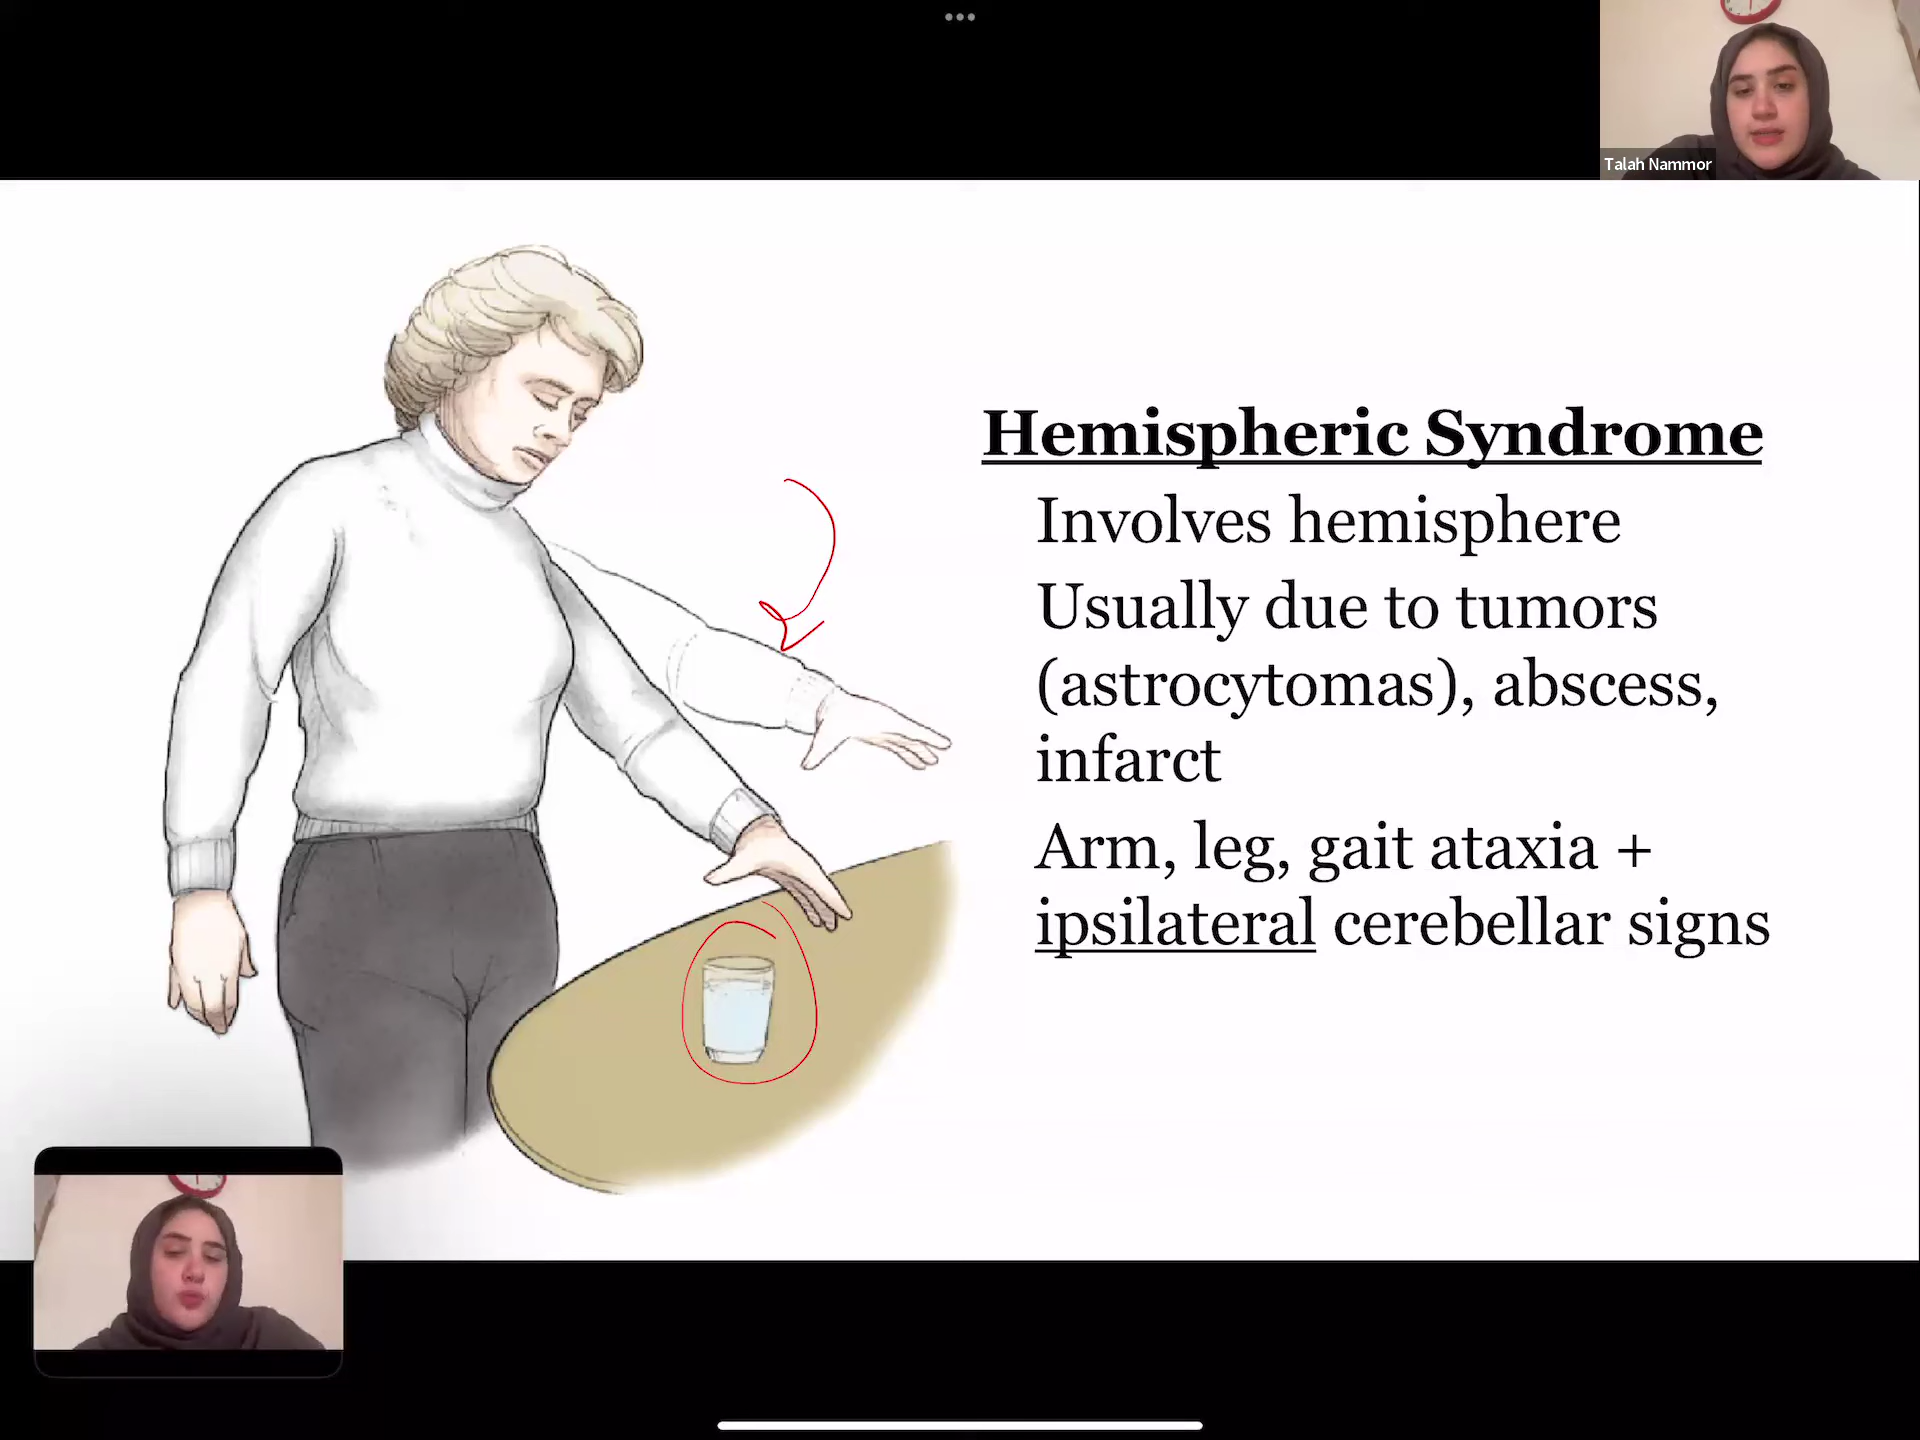 Talah Nammor
Hemispheric Syndrome
Involves hemisphere
Usually due to tumors
(astrocytomas), abscess,
infarct
Arm, leg, gait ataxia +
ipsilateral cerebellar signs